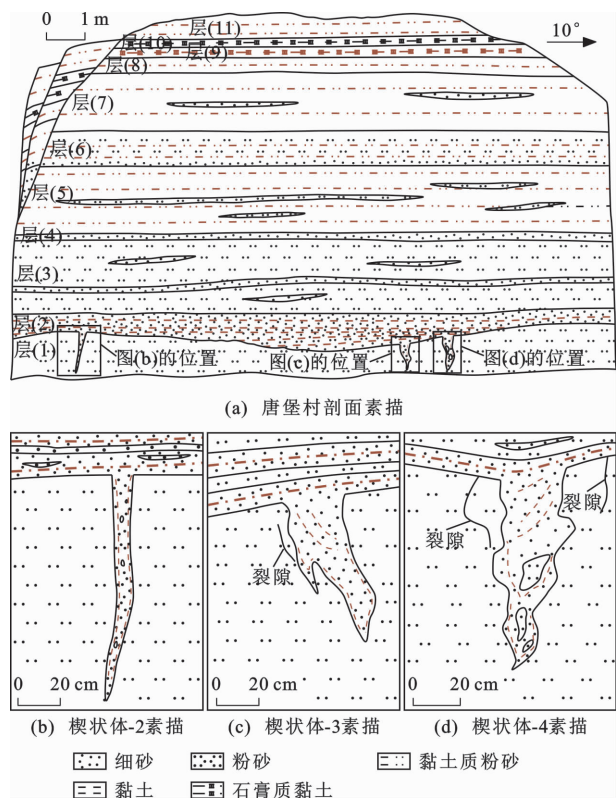 0 1 m
10°
层(11)
层(10)
层(9)
层(8)
层(7)
层(6)
层(5)
层(4)
层(3)
层(2)
层(1)
图(b)的位置 图(c)的位置 图(d)的位置
(a) 唐堡村剖面素描
裂隙 裂隙 裂隙
0 20 cm 0 20 cm 0 20 cm
(b) 楔状体-2素描 (c) 楔状体-3素描 (d) 楔状体-4素描
细砂 粉砂 黏土质粉砂
黏土 石膏质黏土